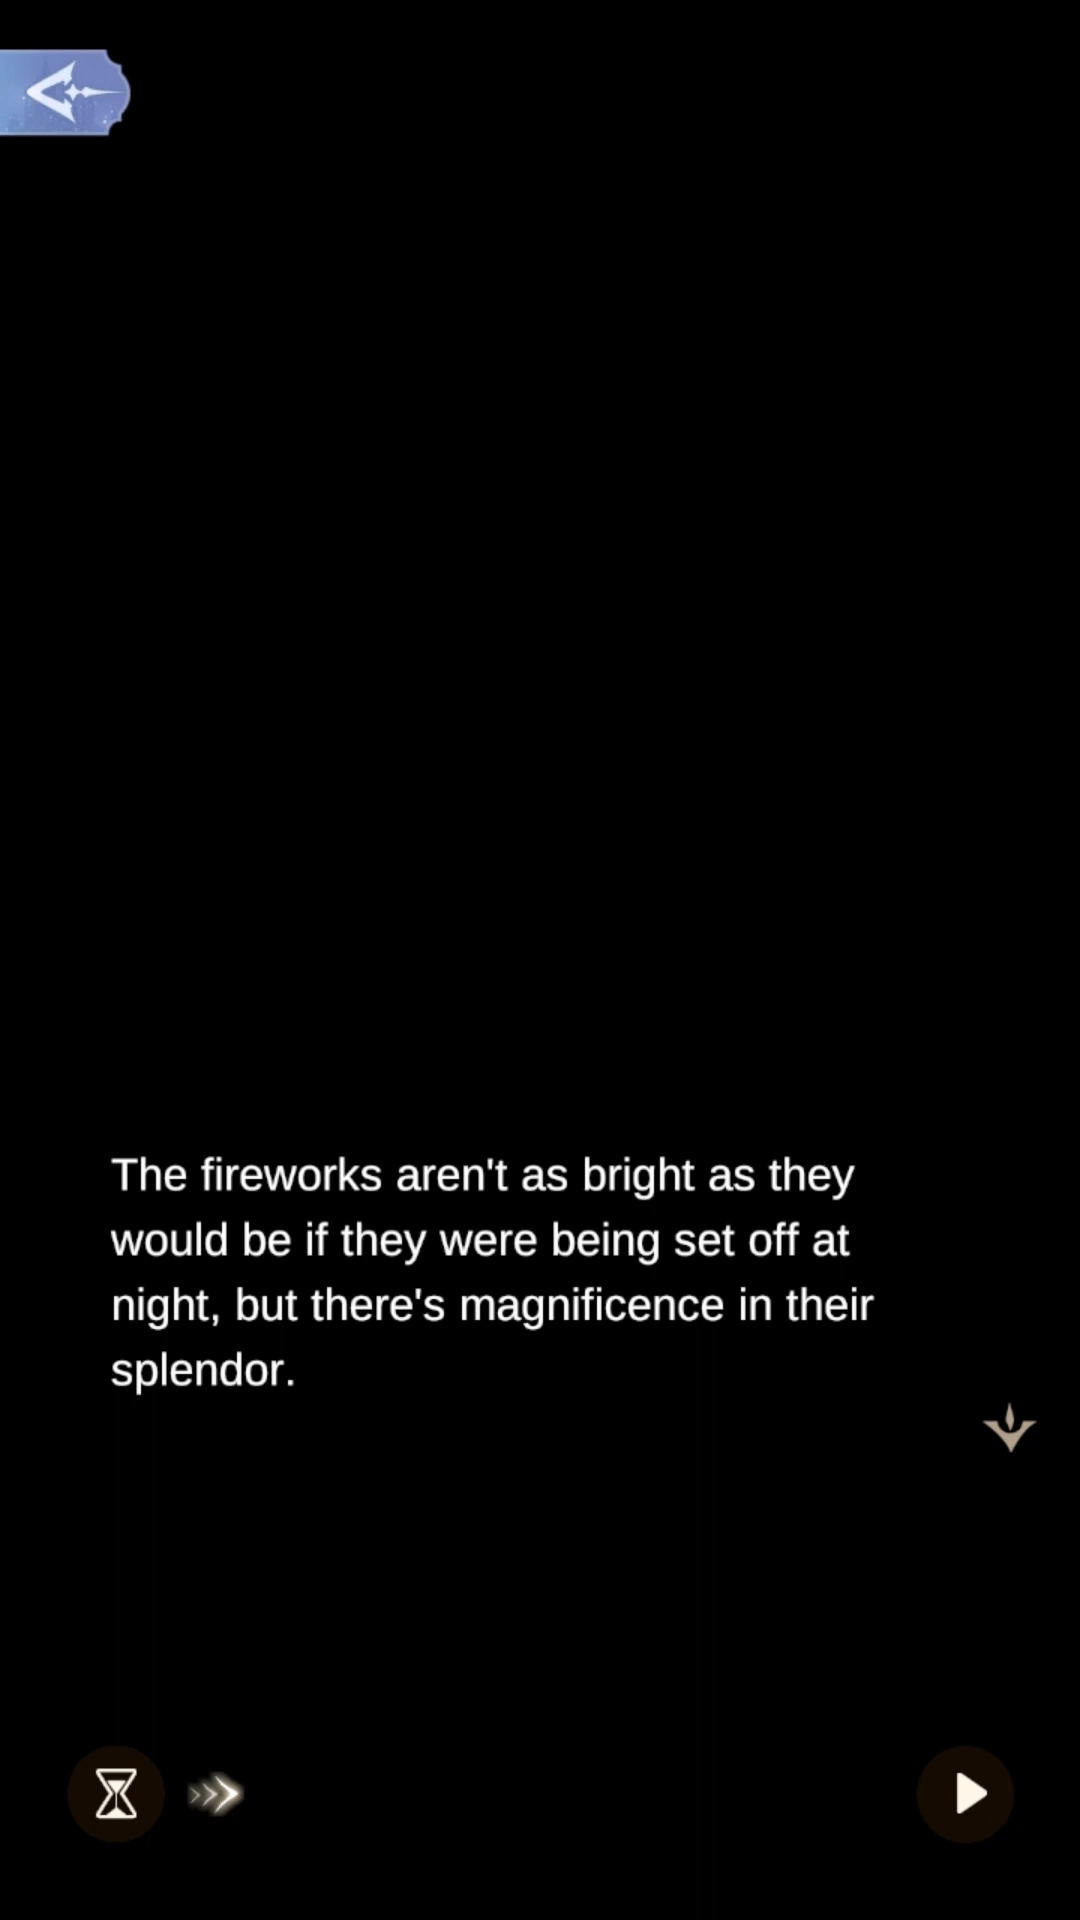 The fireworks aren't as bright as they
would be if they were being set off at
night, but there's magnificence in their
splendor.